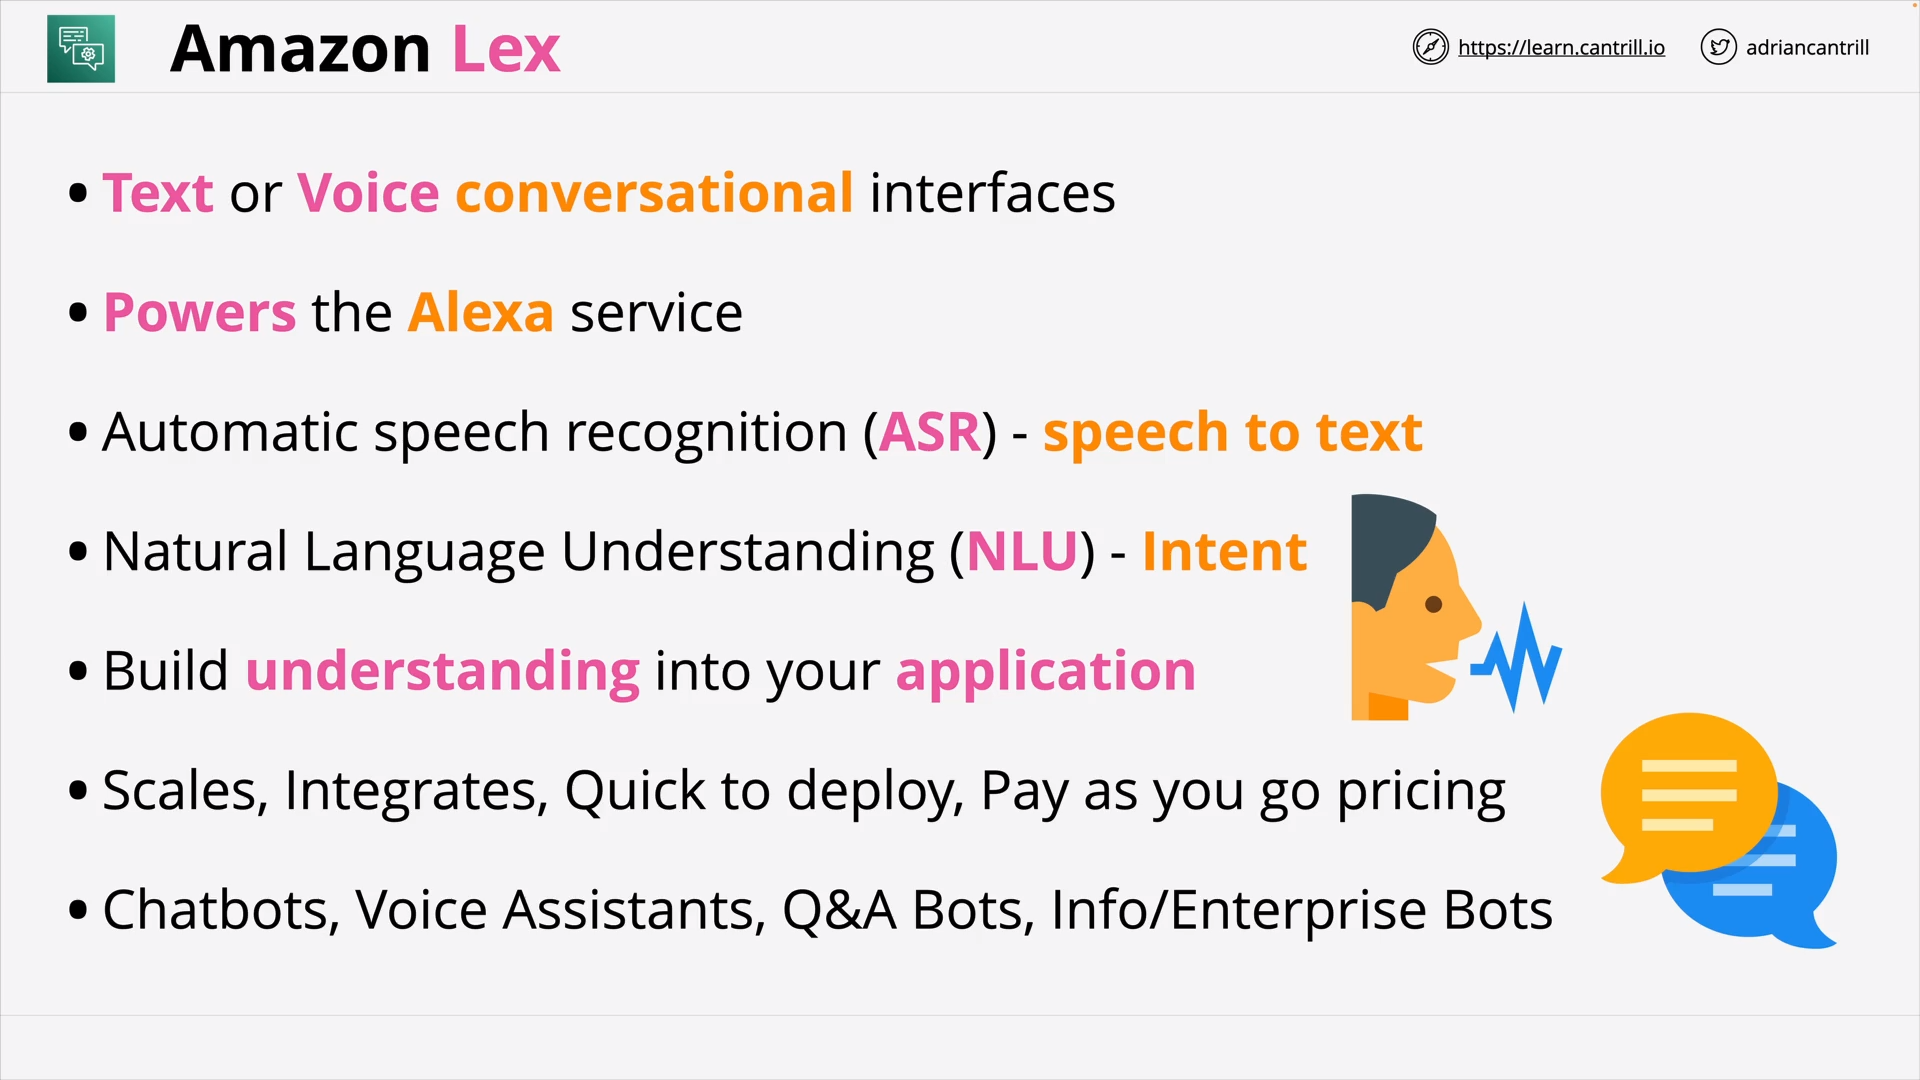 Amazon Lex
https://learn.cantrill.io
adriancantrill
• Text or Voice conversational interfaces
• Powers the Alexa service
• Automatic speech recognition (ASR) - speech to text
• Natural Language Understanding (NLU) - Intent
• Build understanding into your application
• Scales, Integrates, Quick to deploy, Pay as you go pricing
• Chatbots, Voice Assistants, Q&A Bots, Info/Enterprise Bots